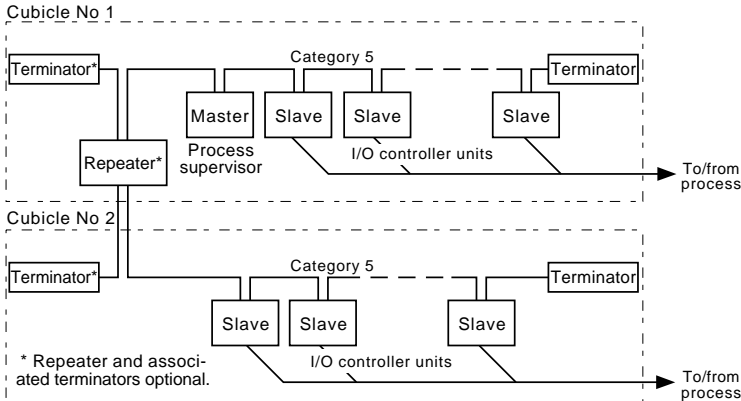 Cubicle No 1
Category 5
Terminator*
Terminator
Master
Slave
Slave
Slave
Process
supervisor
I/O controller units
Repeater*
To/from
process
Cubicle No 2
Category 5
Terminator*
Terminator
Slave
Slave
Slave
I/O controller units
* Repeater and associ-
ated terminators optional.
To/from
process